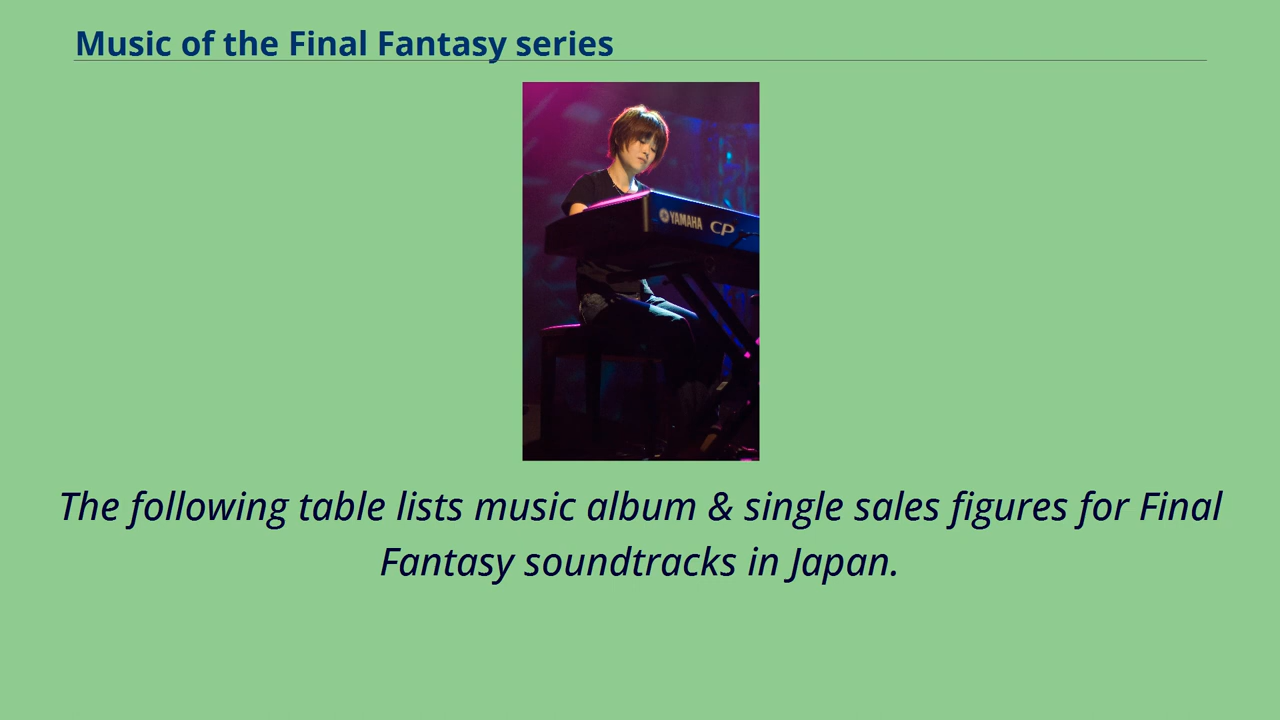 Music of the Final Fantasy series
YAMAHA CP
The following table lists music album & single sales figures for Final
Fantasy soundtracks in Japan.